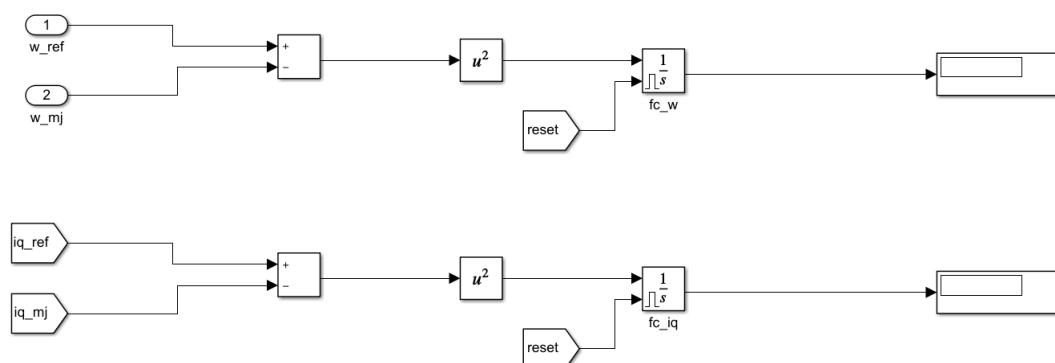 1
w_ref
2
w_mj
+
−
u²
1
s
fc_w
reset
iq_ref
iq_mj
+
−
u²
1
s
fc_iq
reset